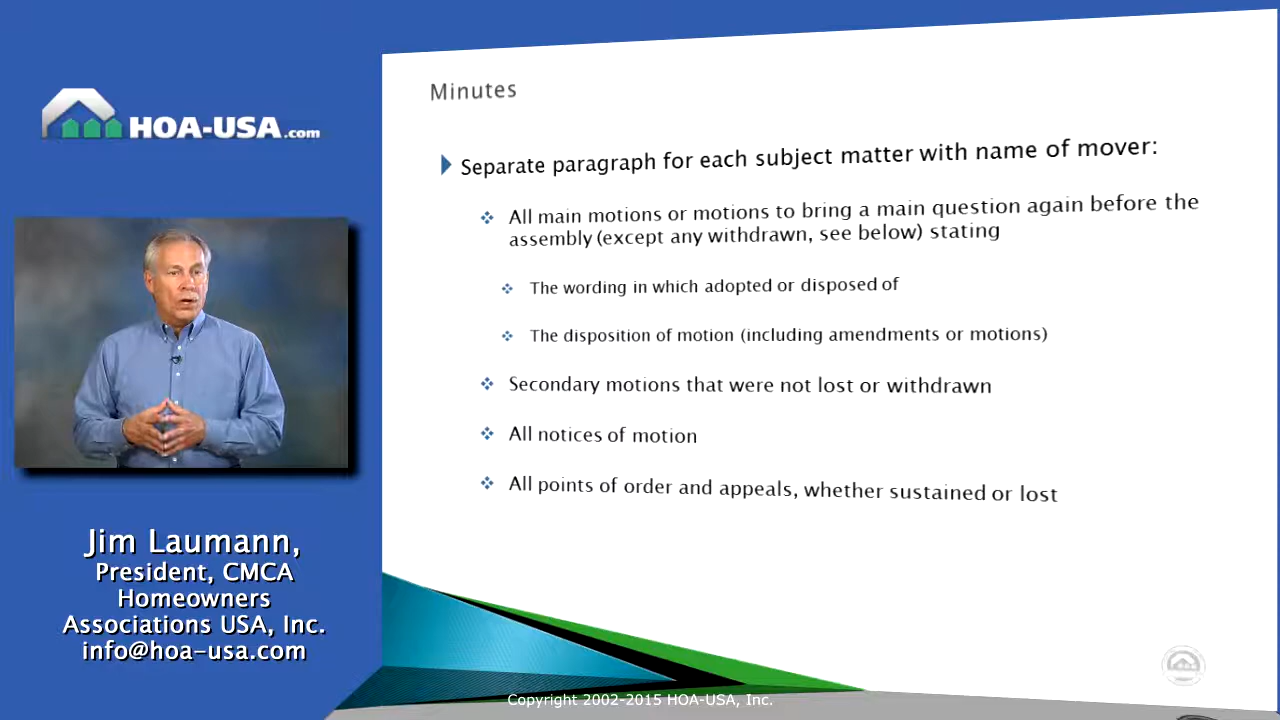 HOA-USA.com
Minutes
Separate paragraph for each subject matter with name of mover:
All main motions or motions to bring a main question again before the
assembly (except any withdrawn, see below) stating
The wording in which adopted or disposed of
The disposition of motion (including amendments or motions)
Secondary motions that were not lost or withdrawn
All notices of motion
All points of order and appeals, whether sustained or lost
Jim Laumann,
President, CMCA
Homeowners
Associations USA, Inc.
info@hoa-usa.com
Copyright 2002-2015 HOA-USA, Inc.